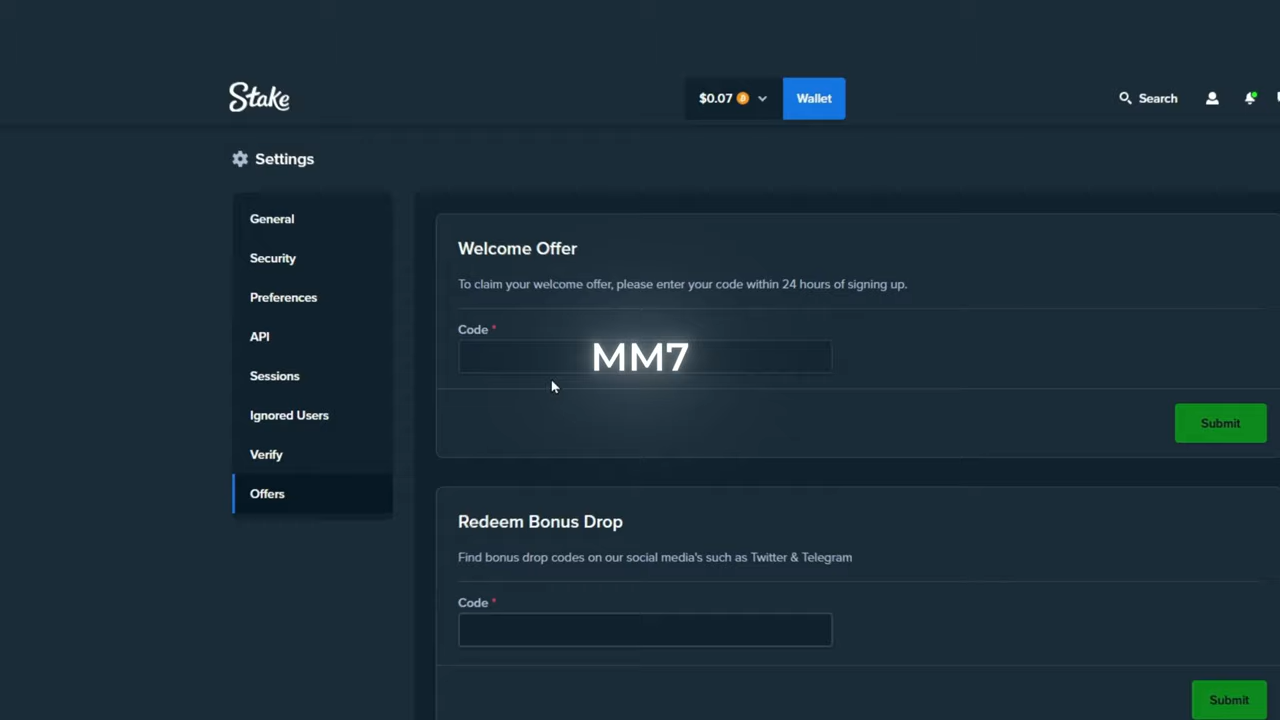 Stake
$0.07
Wallet
Search
Settings
General
Security
Preferences
API
Sessions
Ignored Users
Verify
Offers
Welcome Offer
To claim your welcome offer, please enter your code within 24 hours of signing up.
Code *
MM7
Submit
Redeem Bonus Drop
Find bonus drop codes on our social media's such as Twitter & Telegram
Code *
Submit